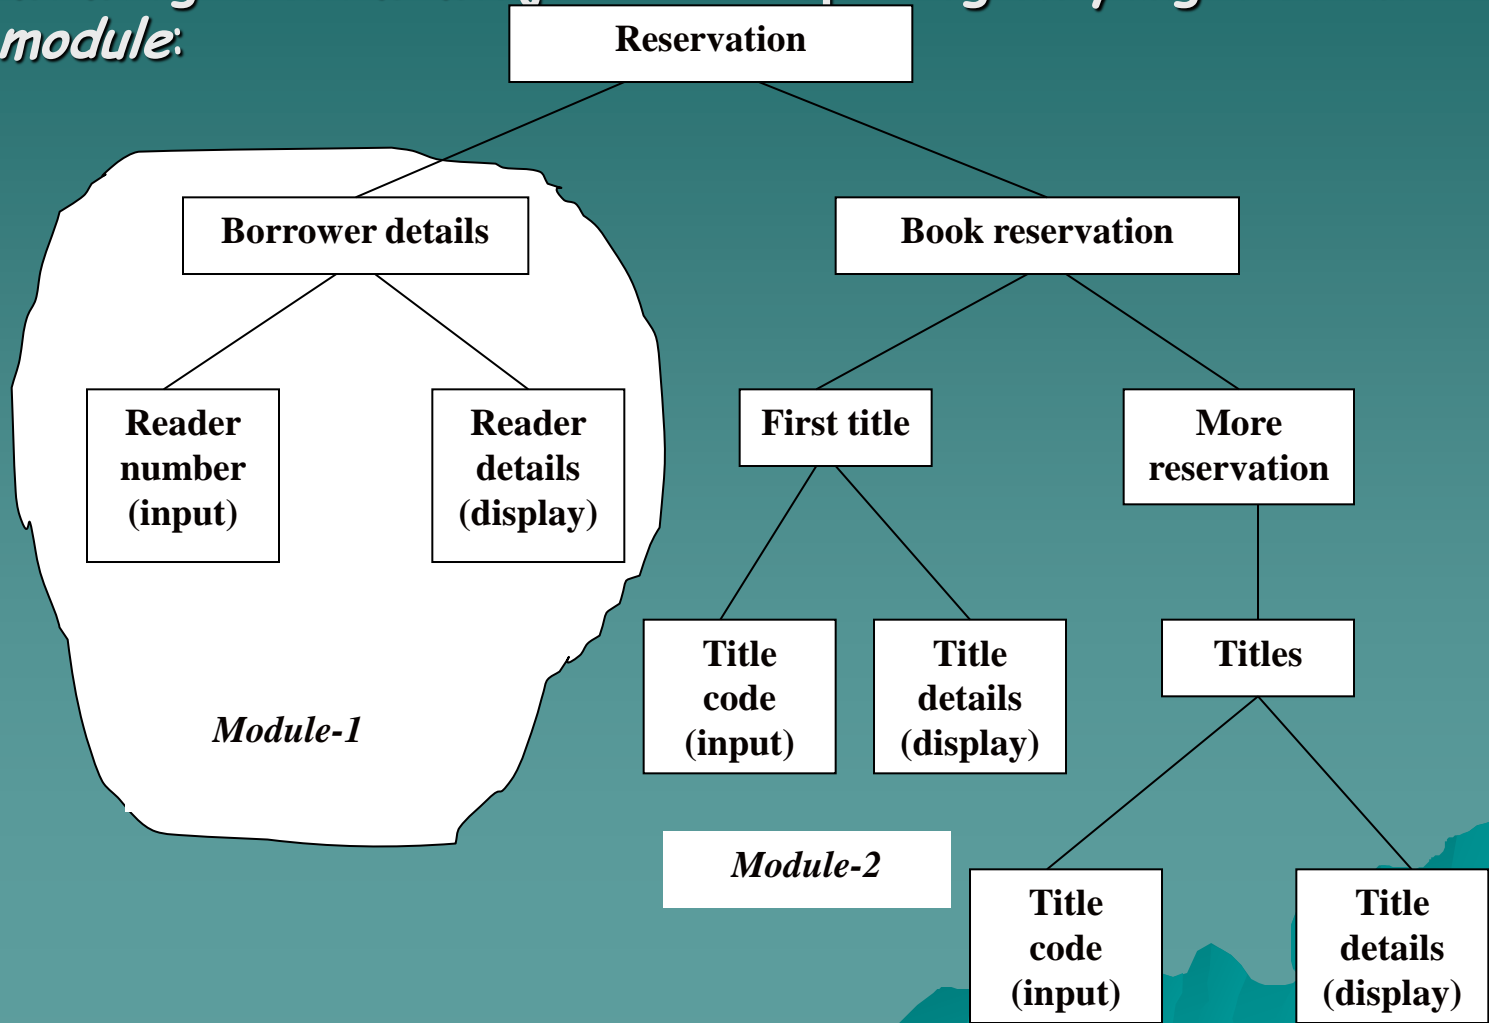 module:
Reservation
Borrower details
Book reservation
Reader
number
(input)
Reader
details
(display)
First title
More
reservation
Title
code
(input)
Title
details
(display)
Titles
Module-1
Module-2
Title
code
(input)
Title
details
(display)